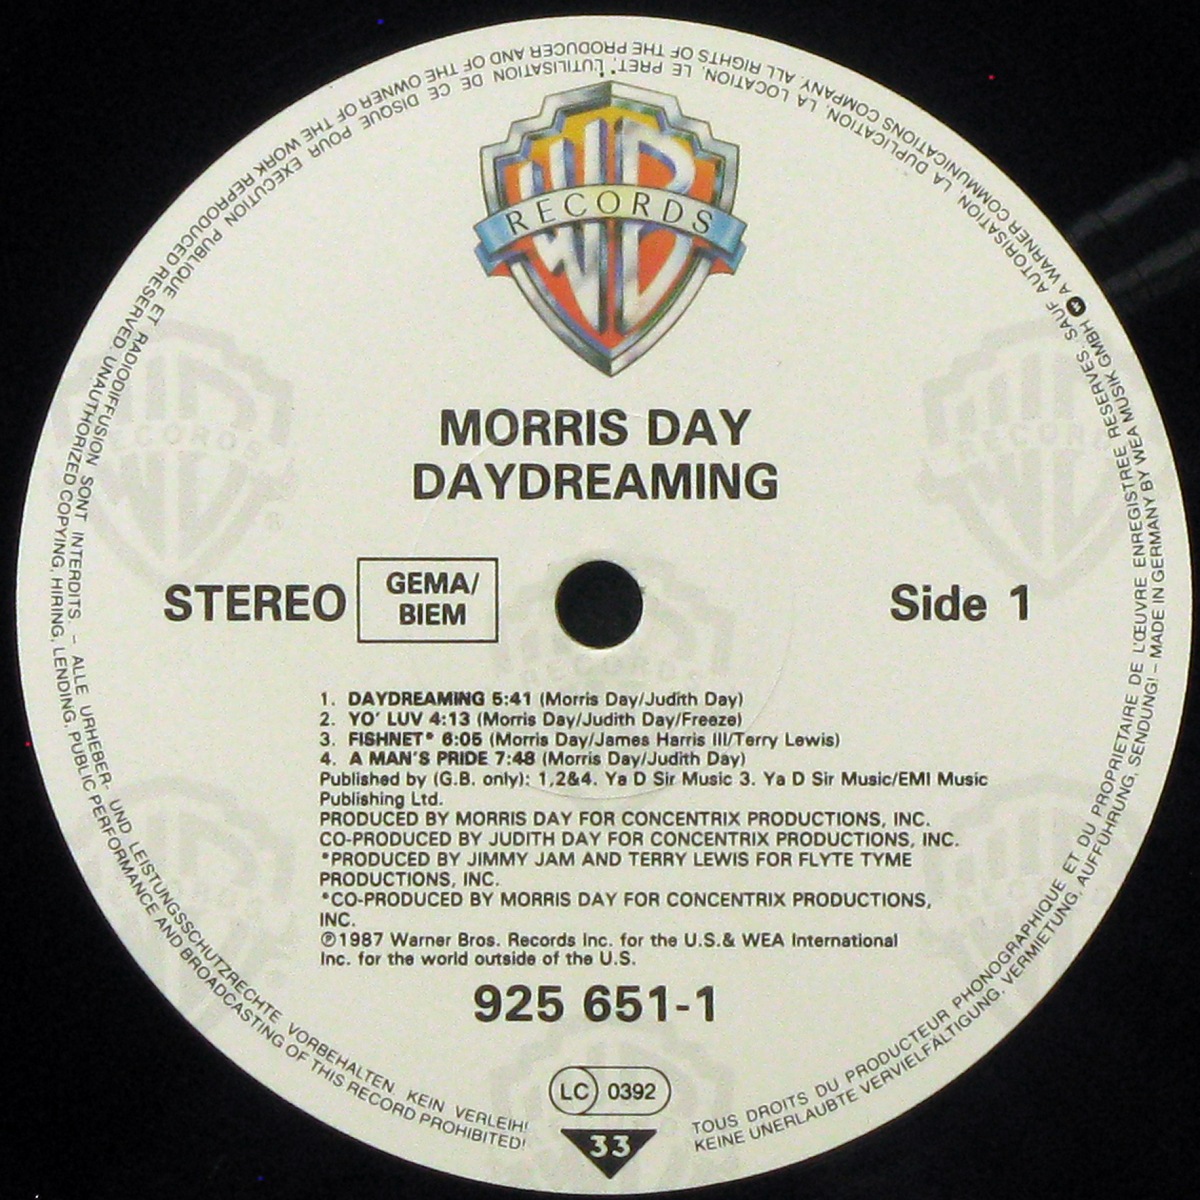 RECORDS
MORRIS DAY
DAYDREAMING
STEREO
GEMA/
BIEM
Side 1
1. DAYDREAMING 5:41 (Morris Day/Judith Day)
2. YO' LUV 4:13 (Morris Day/Judith Day/Freeze)
3. FISHNET* 6:05 (Morris Day/James Harris III/Terry Lewis)
4. A MAN'S PRIDE 7:48 (Morris Day/Judith Day)
Published by (G.B. only): 1,2&4. Ya D Sir Music 3. Ya D Sir Music/EMI Music
Publishing Ltd.
PRODUCED BY MORRIS DAY FOR CONCENTRIX PRODUCTIONS, INC.
CO-PRODUCED BY JUDITH DAY FOR CONCENTRIX PRODUCTIONS, INC.
*PRODUCED BY JIMMY JAM AND TERRY LEWIS FOR FLYTE TYME
PRODUCTIONS, INC.
*CO-PRODUCED BY MORRIS DAY FOR CONCENTRIX PRODUCTIONS,
INC.
℗1987 Warner Bros. Records Inc. for the U.S.& WEA International
Inc. for the world outside of the U.S.
925 651-1
LC 0392
33
TOUS DROITS DU PRODUCTEUR PHONOGRAPHIQUE ET DU PROPRIETAIRE DE L'ŒUVRE ENREGISTREE RESERVES. SAUF AUTORISATION, LA DUPLICATION, LA LOCATION, LE PRET, L'UTILISATION DE CE DISQUE POUR EXECUTION PUBLIQUE ET RADIODIFFUSION SONT INTERDITS. – ALLE URHEBER- UND LEISTUNGSSCHUTZRECHTE VORBEHALTEN. KEIN VERLEIH!
KEINE UNERLAUBTE VERVIELFÄLTIGUNG, VERMIETUNG, AUFFÜHRUNG, SENDUNG! – MADE IN GERMANY BY WEA MUSIK GMBH A WARNER COMMUNICATIONS COMPANY. ALL RIGHTS OF THE PRODUCER AND OF THE OWNER OF THE WORK REPRODUCED RESERVED. UNAUTHORIZED COPYING, HIRING, LENDING, PUBLIC PERFORMANCE AND BROADCASTING OF THIS RECORD PROHIBITED!